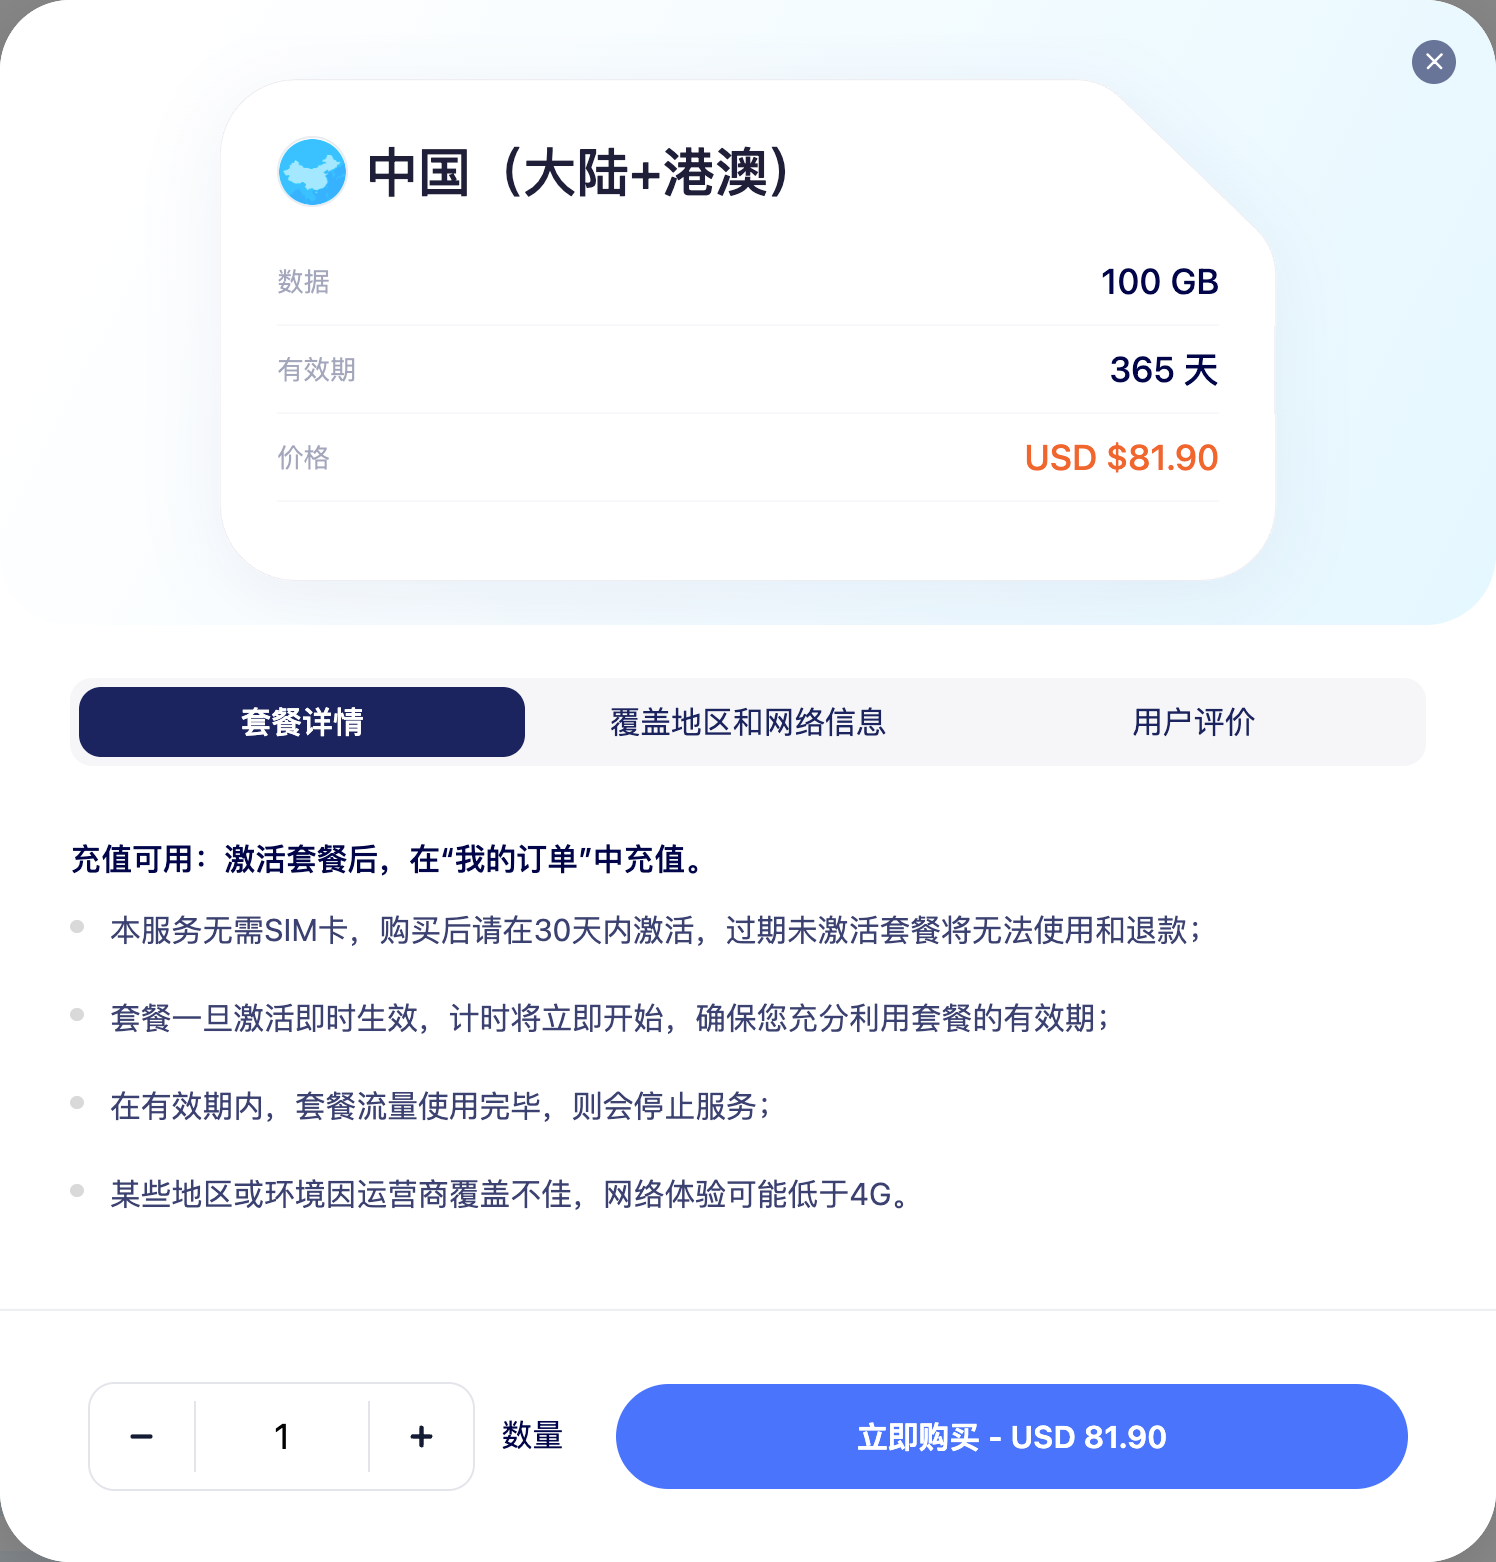 中国（大陆+港澳）
数据
100 GB
有效期
365 天
价格
USD $81.90
套餐详情
覆盖地区和网络信息
用户评价
充值可用：激活套餐后，在“我的订单”中充值。
本服务无需SIM卡，购买后请在30天内激活，过期未激活套餐将无法使用和退款；
套餐一旦激活即时生效，计时将立即开始，确保您充分利用套餐的有效期；
在有效期内，套餐流量使用完毕，则会停止服务；
某些地区或环境因运营商覆盖不佳，网络体验可能低于4G。
1
数量
立即购买 - USD 81.90